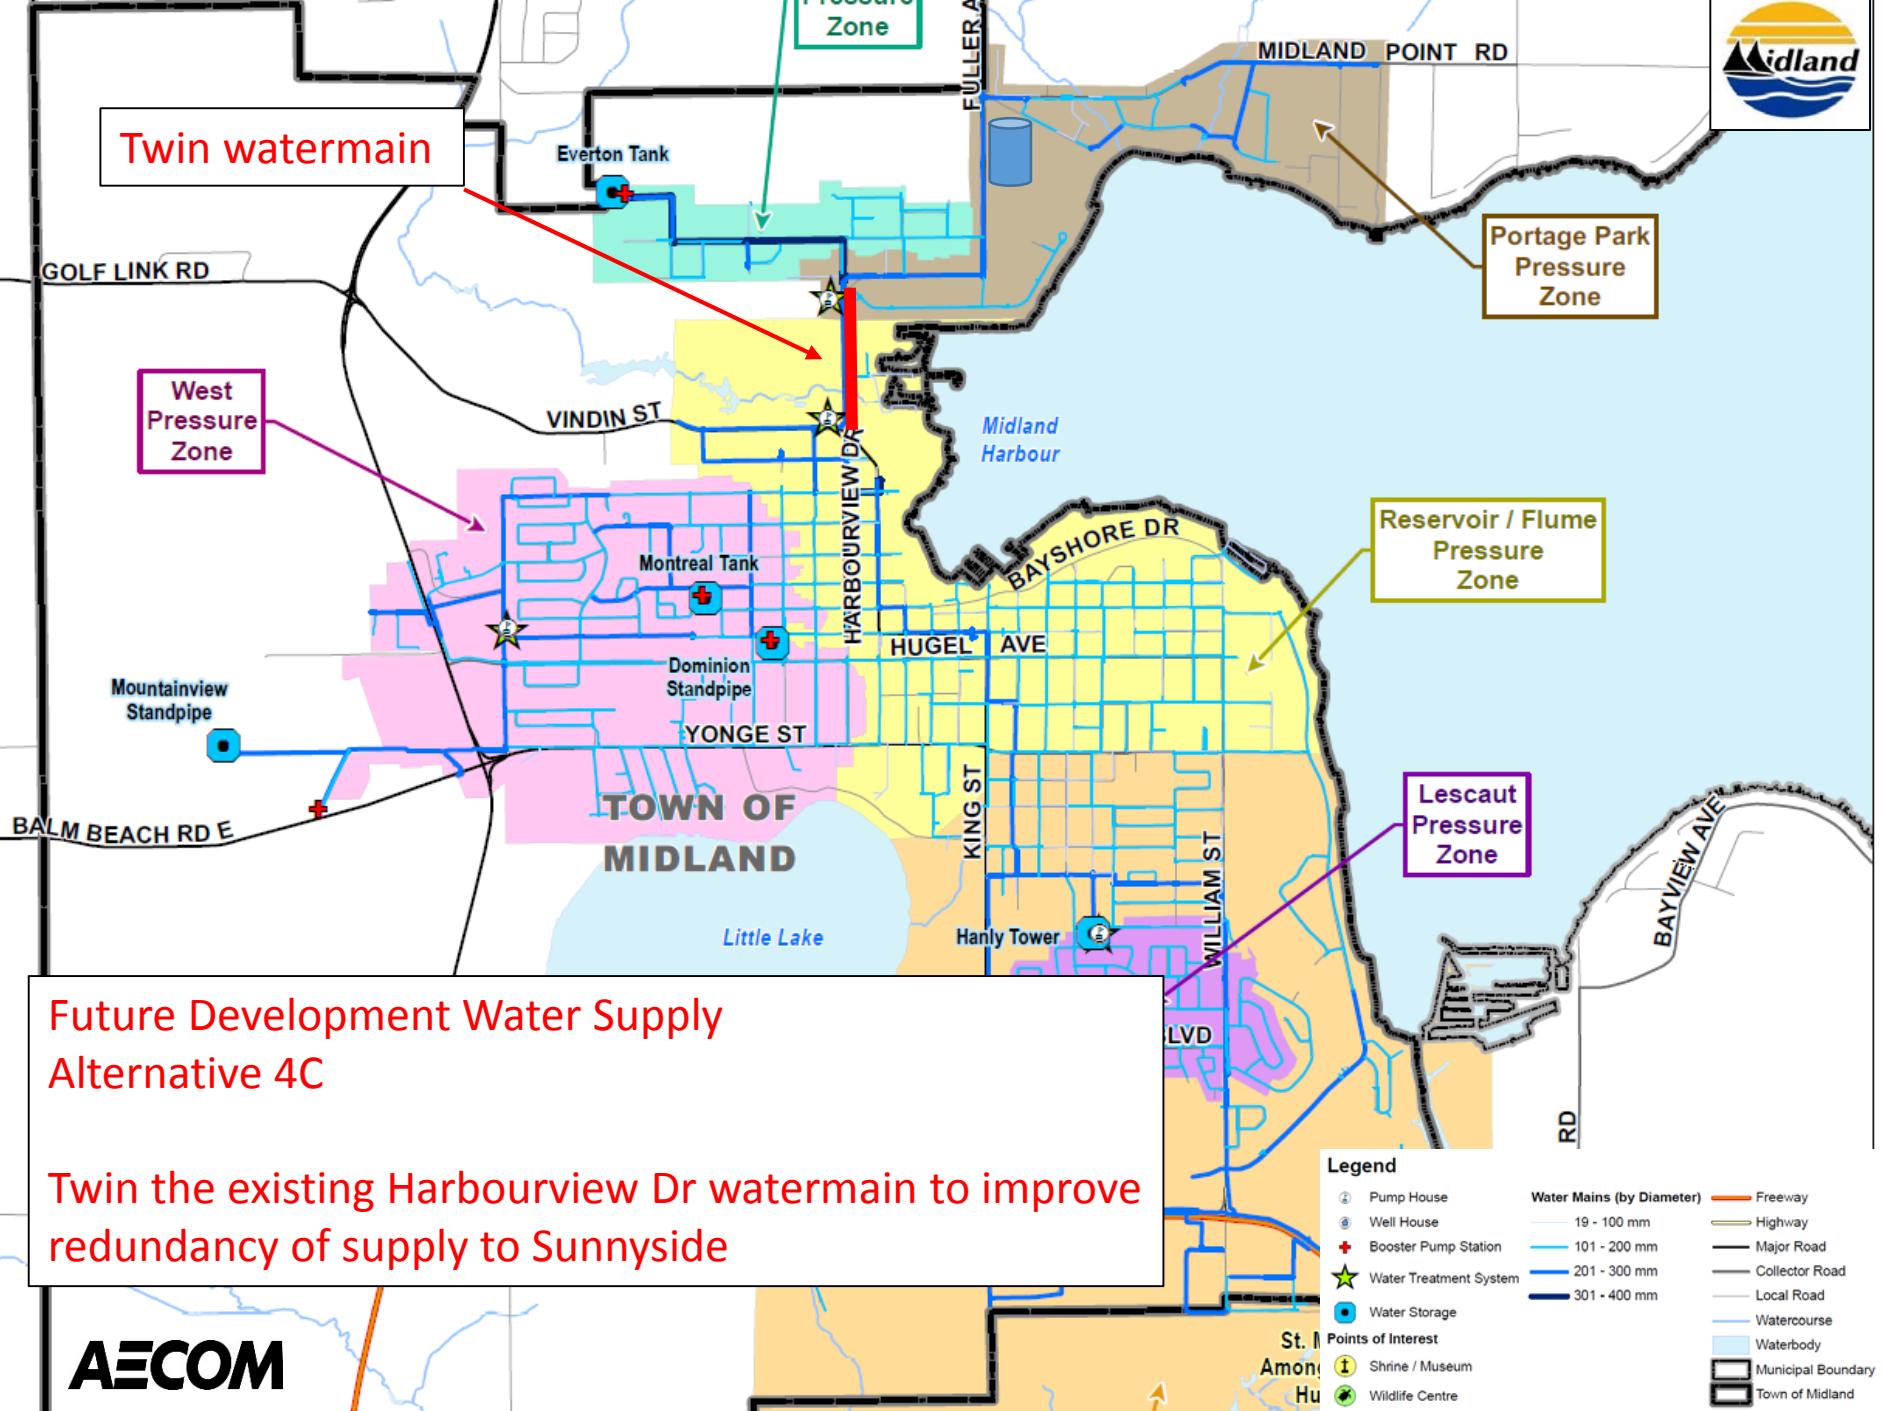 Pressure
Zone
FULLER A
MIDLAND POINT RD
Midland
Twin watermain
Everton Tank
Portage Park
Pressure
Zone
GOLF LINK RD
West
Pressure
Zone
VINDIN ST
Midland
Harbour
HARBOURVIEW DR
Reservoir / Flume
Pressure
Zone
BAYSHORE DR
Montreal Tank
HUGEL AVE
Dominion
Standpipe
Mountainview
Standpipe
YONGE ST
KING ST
TOWN OF
MIDLAND
BALM BEACH RD E
Lescaut
Pressure
Zone
WILLIAM ST
BAYVIEW AVE
Little Lake
Hanly Tower
LVD
RD
Future Development Water Supply
Alternative 4C
Twin the existing Harbourview Dr watermain to improve
redundancy of supply to Sunnyside
Legend
Pump House
Well House
Booster Pump Station
Water Treatment System
Water Storage
Points of Interest
Shrine / Museum
Wildlife Centre
Water Mains (by Diameter)
19 - 100 mm
101 - 200 mm
201 - 300 mm
301 - 400 mm
Freeway
Highway
Major Road
Collector Road
Local Road
Watercourse
Waterbody
Municipal Boundary
Town of Midland
St. M
Among
Hu
AECOM